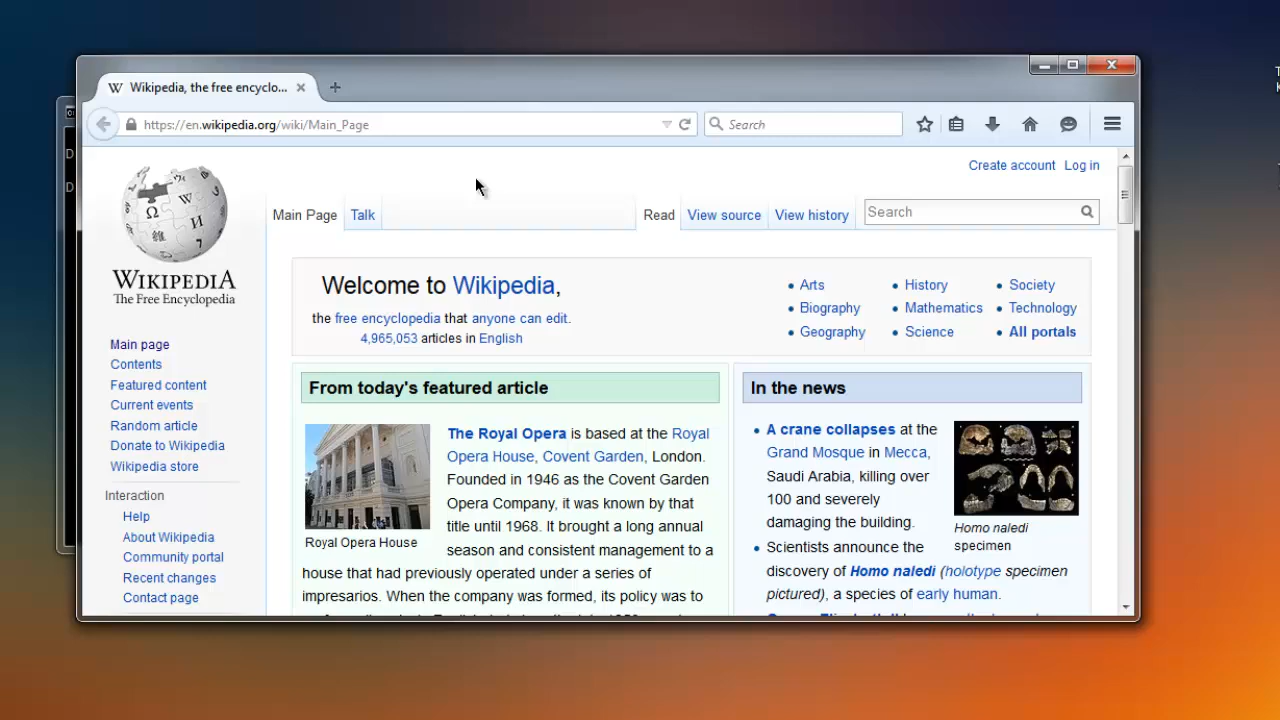 Wikipedia, the free encyclo...
https://en.wikipedia.org/wiki/Main_Page
Search
Create account Log in
Main Page Talk Read View source View history Search
WIKIPEDIA
The Free Encyclopedia
Main page
Contents
Featured content
Current events
Random article
Donate to Wikipedia
Wikipedia store
Interaction
Help
About Wikipedia
Community portal
Recent changes
Contact page
Welcome to Wikipedia,
the free encyclopedia that anyone can edit.
4,965,053 articles in English
Arts
Biography
Geography
History
Mathematics
Science
Society
Technology
All portals
From today's featured article
Royal Opera House
The Royal Opera is based at the Royal
Opera House, Covent Garden, London.
Founded in 1946 as the Covent Garden
Opera Company, it was known by that
title until 1968. It brought a long annual
season and consistent management to a
house that had previously operated under a series of
impresarios. When the company was formed, its policy was to
In the news
A crane collapses at the
Grand Mosque in Mecca,
Saudi Arabia, killing over
100 and severely
damaging the building.
Homo naledi
specimen
Scientists announce the
discovery of Homo naledi (holotype specimen
pictured), a species of early human.